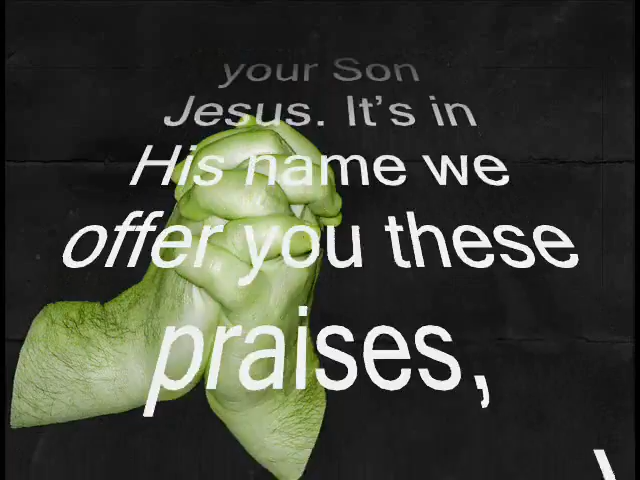 your Son
Jesus. It’s in
His name we
offer you these
praises,